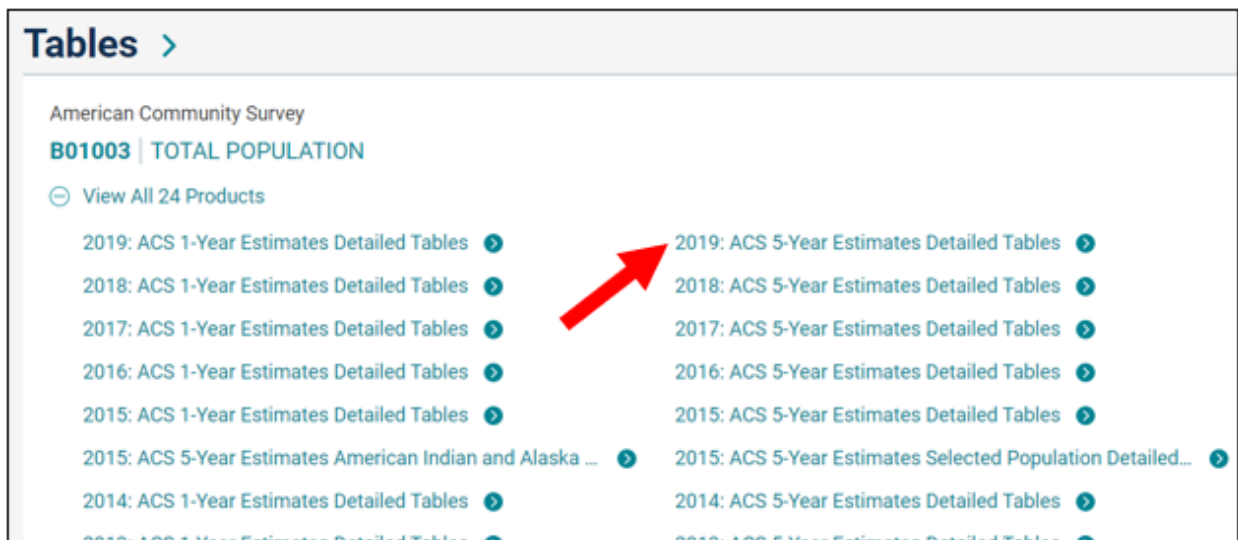 Tables
American Community Survey
B01003 | TOTAL POPULATION
View All 24 Products
2019: ACS 1-Year Estimates Detailed Tables
2019: ACS 5-Year Estimates Detailed Tables
2018: ACS 1-Year Estimates Detailed Tables
2018: ACS 5-Year Estimates Detailed Tables
2017: ACS 1-Year Estimates Detailed Tables
2017: ACS 5-Year Estimates Detailed Tables
2016: ACS 1-Year Estimates Detailed Tables
2016: ACS 5-Year Estimates Detailed Tables
2015: ACS 1-Year Estimates Detailed Tables
2015: ACS 5-Year Estimates Detailed Tables
2015: ACS 5-Year Estimates American Indian and Alaska ...
2015: ACS 5-Year Estimates Selected Population Detailed...
2014: ACS 1-Year Estimates Detailed Tables
2014: ACS 5-Year Estimates Detailed Tables